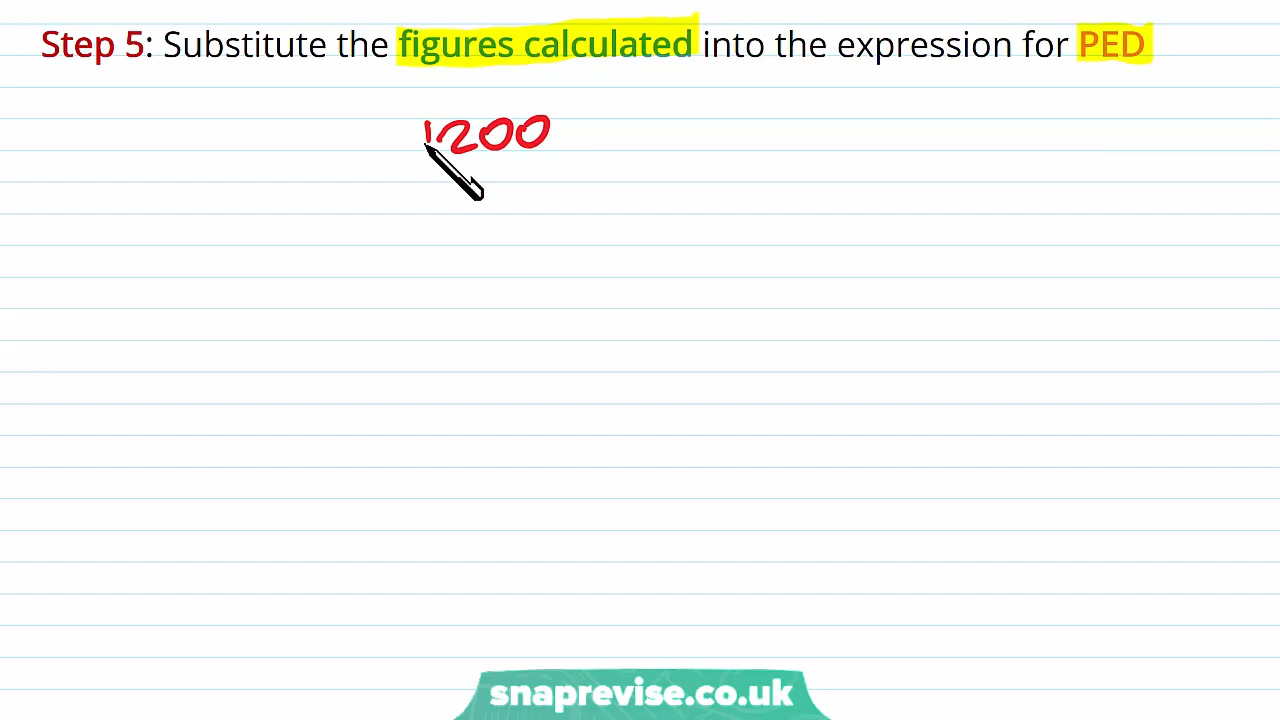 Step 5: Substitute the figures calculated into the expression for PED
1200
snaprevise.co.uk